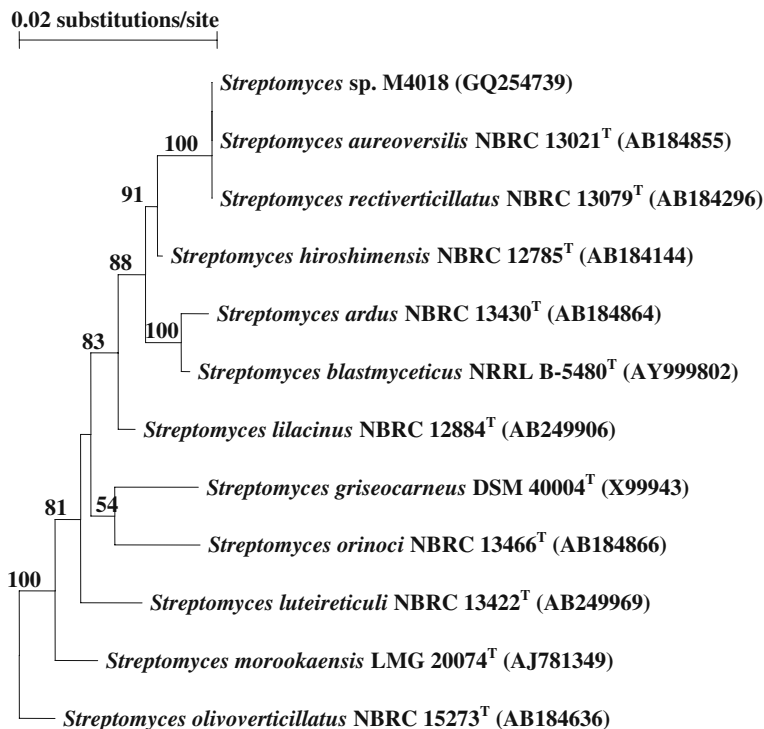 0.02 substitutions/site
Streptomyces sp. M4018 (GQ254739)
100
Streptomyces aureoversilis NBRC 13021T (AB184855)
Streptomyces rectiverticillatus NBRC 13079T (AB184296)
91
Streptomyces hiroshimensis NBRC 12785T (AB184144)
88
Streptomyces ardus NBRC 13430T (AB184864)
100
83
Streptomyces blastmyceticus NRRL B-5480T (AY999802)
Streptomyces lilacinus NBRC 12884T (AB249906)
Streptomyces griseocarneus DSM 40004T (X99943)
81
54
Streptomyces orinoci NBRC 13466T (AB184866)
100
Streptomyces luteireticuli NBRC 13422T (AB249969)
Streptomyces morookaensis LMG 20074T (AJ781349)
Streptomyces olivoverticillatus NBRC 15273T (AB184636)